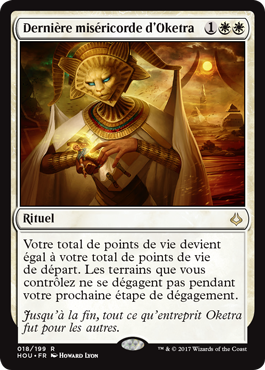 Dernière miséricorde d'Oketra 1
Rituel
Votre total de points de vie devient
égal à votre total de points de vie
de départ. Les terrains que vous
contrôlez ne se dégagent pas pendant
votre prochaine étape de dégagement.
Jusqu'à la fin, tout ce qu'entreprit Oketra
fut pour les autres.
018/199 R
HOU • FR Howard Lyon
™ & © 2017 Wizards of the Coast